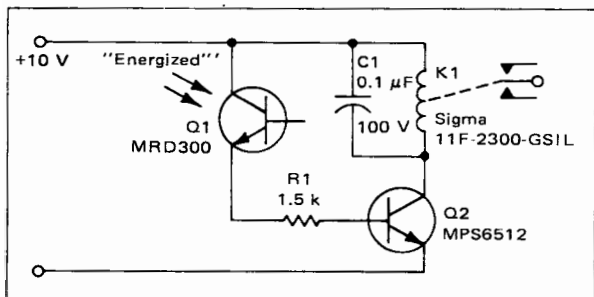 +10 V
"Energized"'
Q1
MRD300
C1
0.1 μF
100 V
K1
Sigma
11F-2300-GSIL
R1
1.5 k
Q2
MPS6512